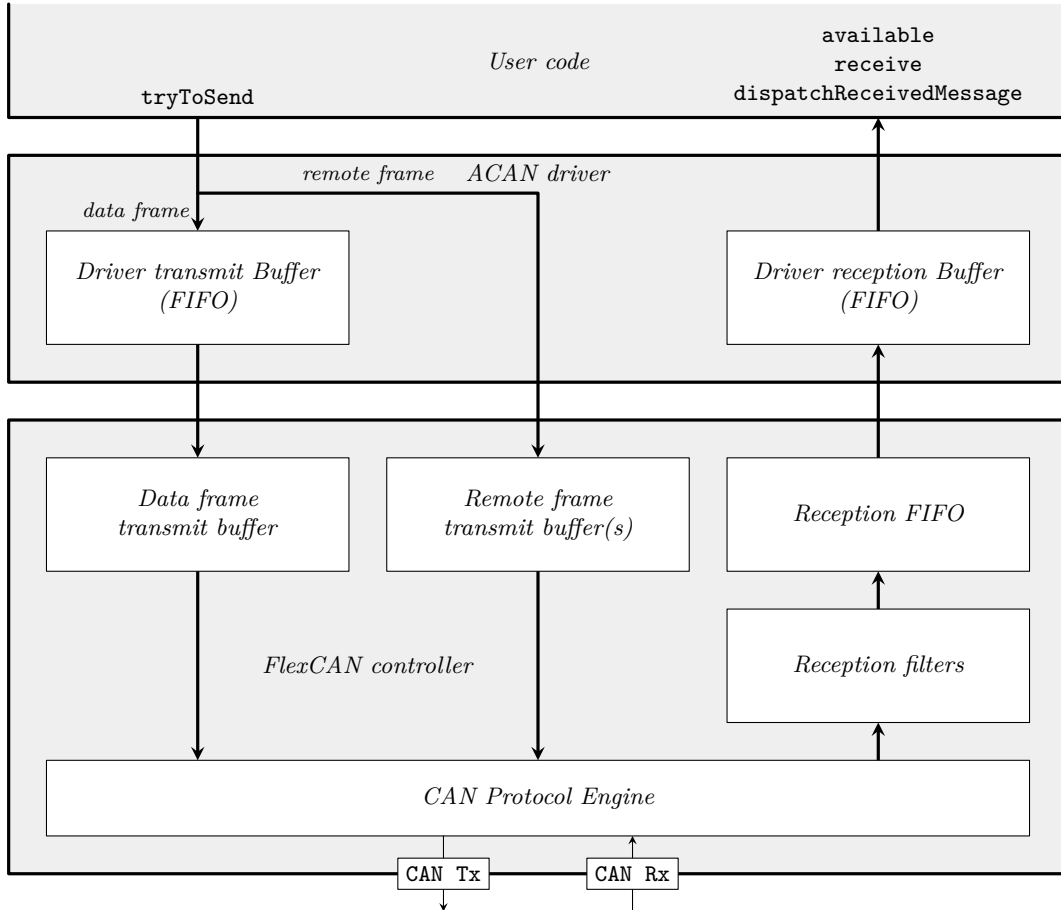 User code
tryToSend
available
receive
dispatchReceivedMessage
remote frame
ACAN driver
data frame
Driver transmit Buffer
(FIFO)
Driver reception Buffer
(FIFO)
Data frame
transmit buffer
Remote frame
transmit buffer(s)
Reception FIFO
FlexCAN controller
Reception filters
CAN Protocol Engine
CAN Tx
CAN Rx